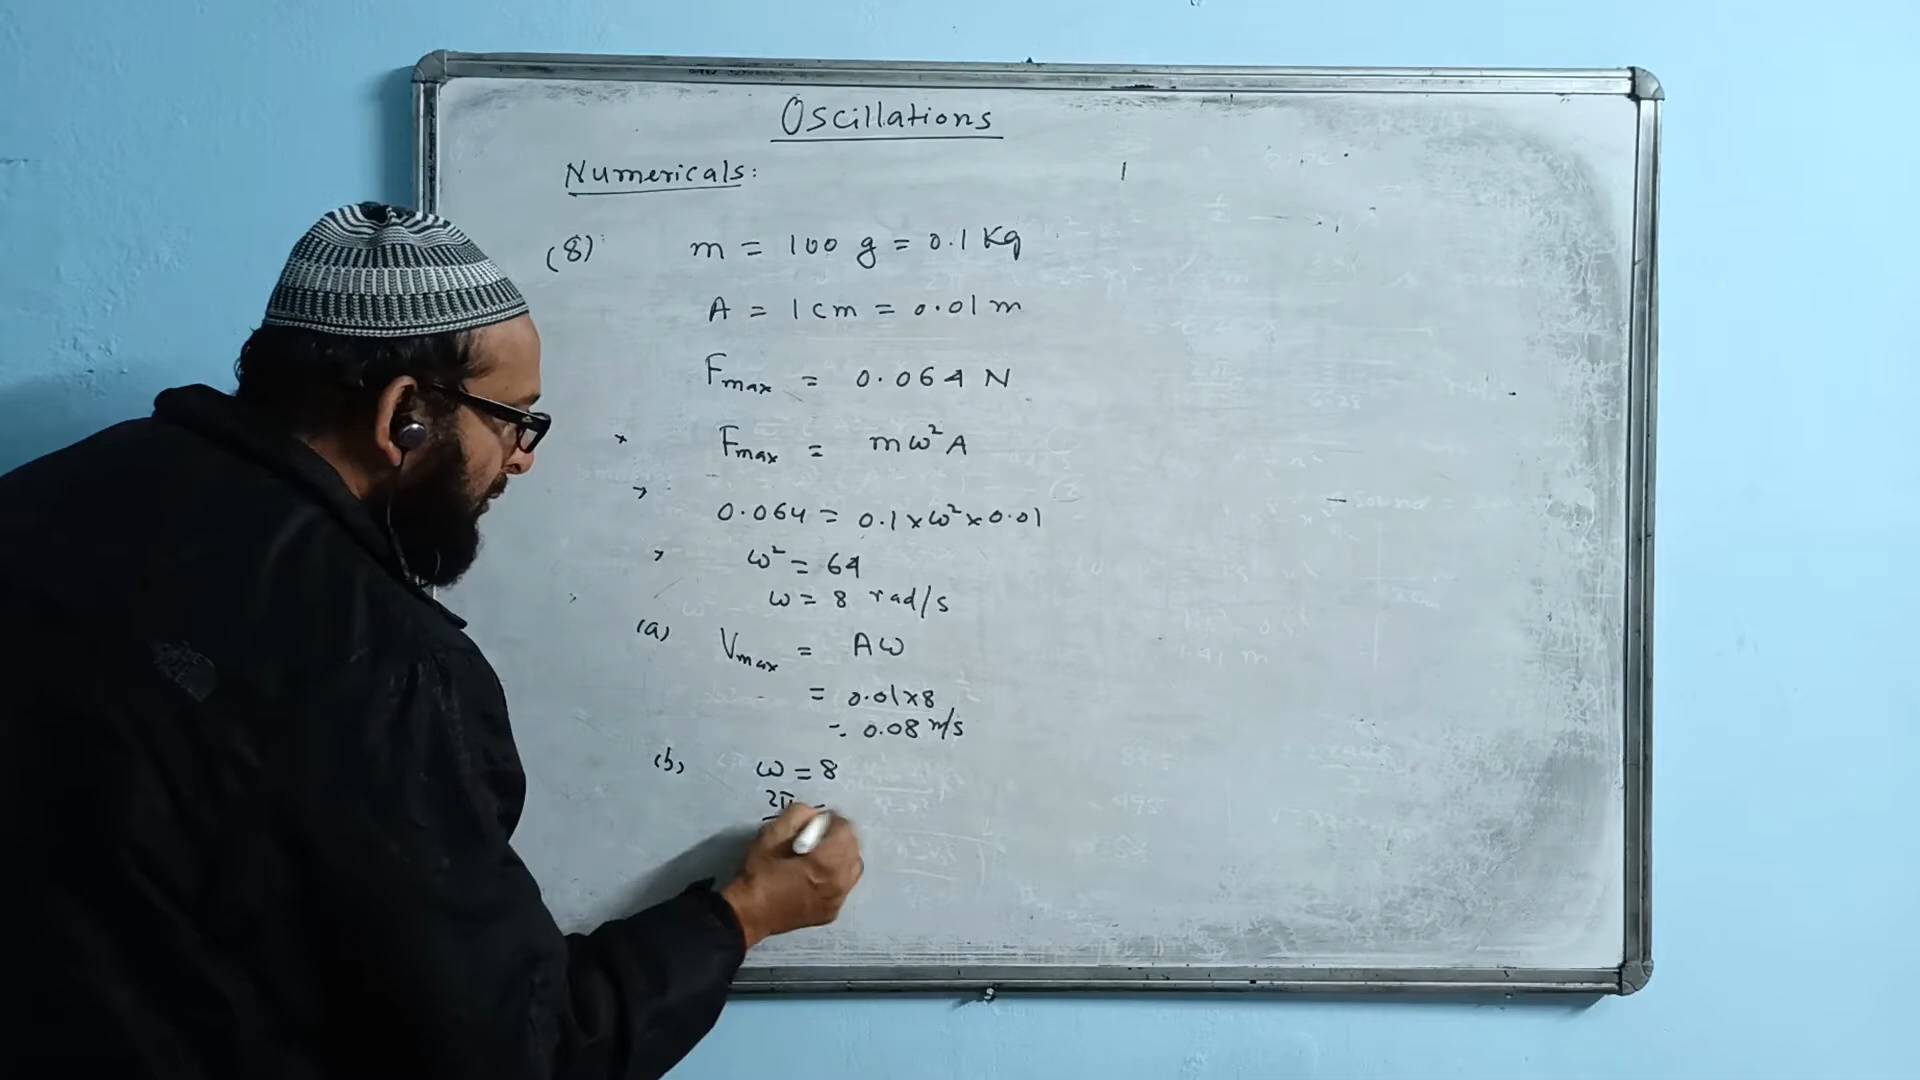 Oscillations
Numericals:
(8) m = 100 g = 0.1 Kg
A = 1 cm = 0.01 m
Fmax = 0.064 N
Fmax = mω²A
0.064 = 0.1 × ω² × 0.01
ω² = 64
ω = 8 rad/s
(a) Vmax = Aω
= 0.01 × 8
= 0.08 m/s
(b) ω = 8
2π =